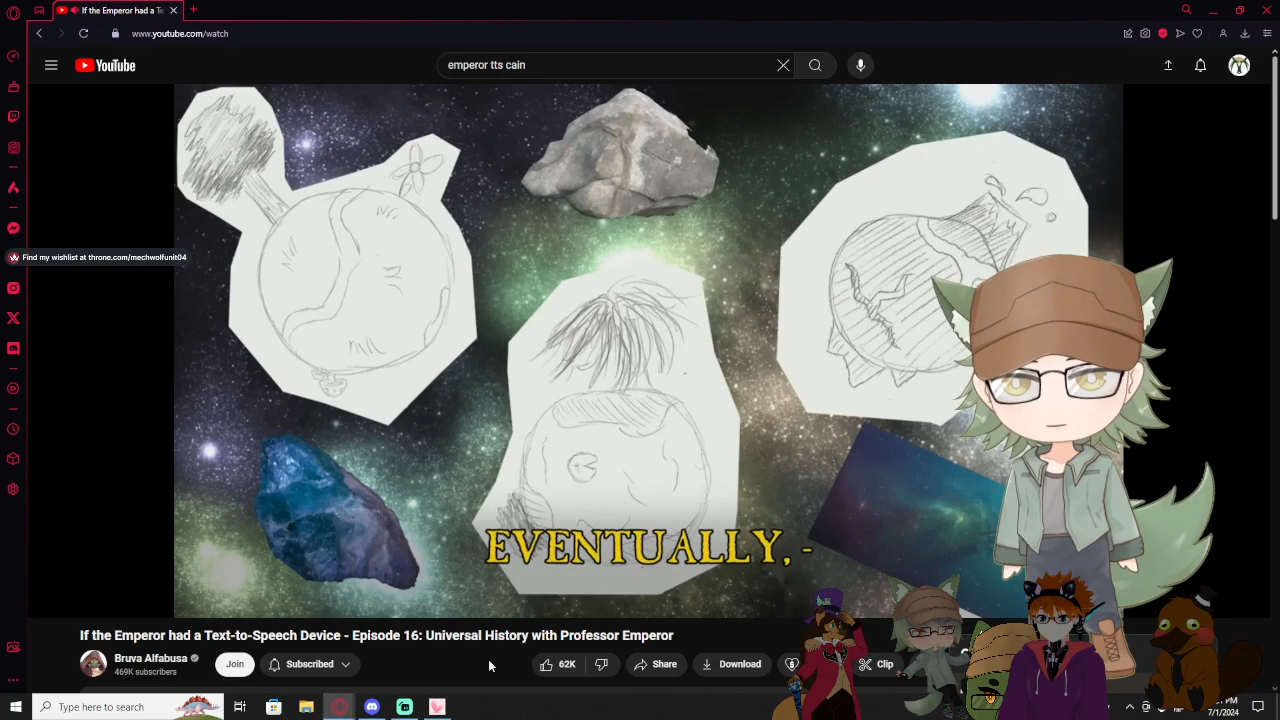 If the Emperor had a Te
www.youtube.com/watch
YouTube
emperor tts cain
Find my wishlist at throne.com/mechwolfunit04
EVENTUALLY, -
If the Emperor had a Text-to-Speech Device - Episode 16: Universal History with Professor Emperor
Bruva Alfabusa
469K subscribers
Join
Subscribed
62K
Share
Download
Clip
Type here to search
7/1/2024